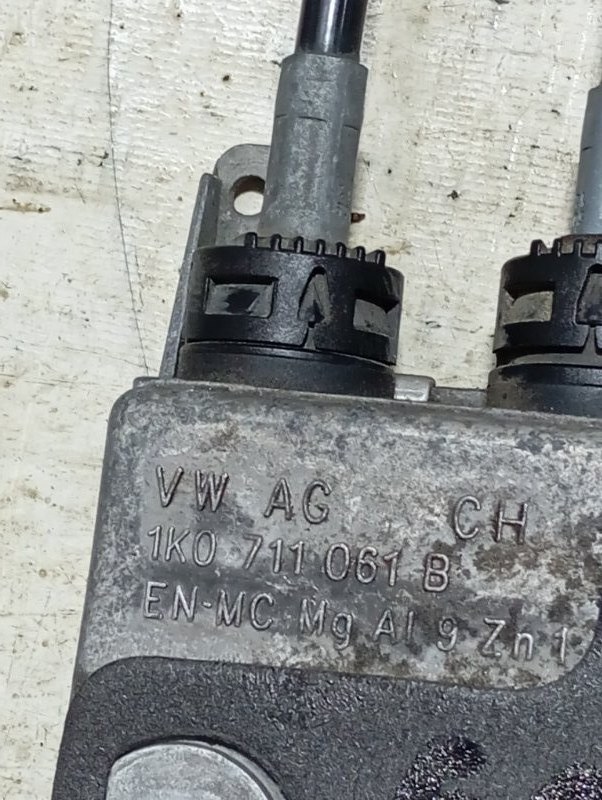 VW AG CH
1K0 711 061 B
EN-MC Mg Al 9 Zn 1